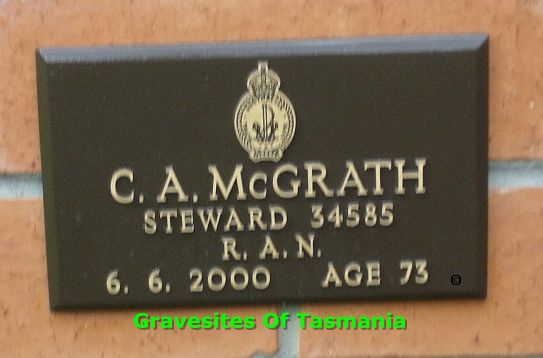 C. A. McGRATH
STEWARD 34585
R. A. N.
6. 6. 2000 AGE 73 ©
Gravesites Of Tasmania